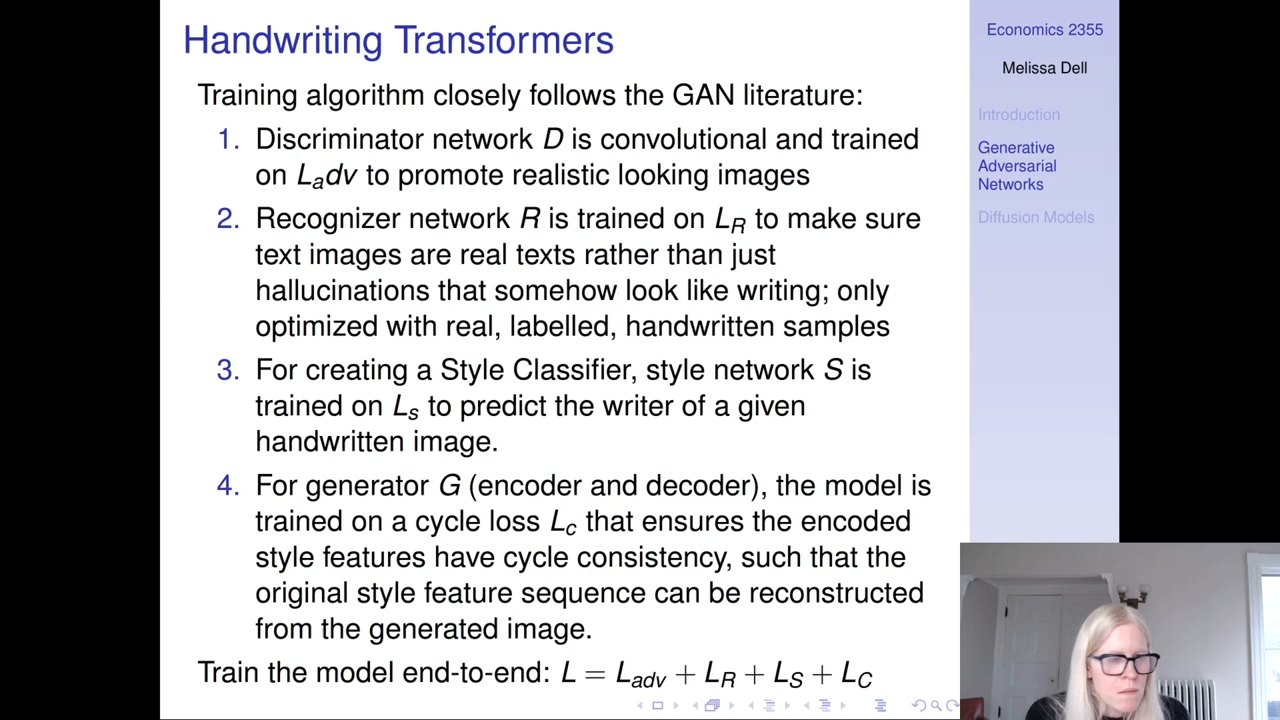 Handwriting Transformers
Training algorithm closely follows the GAN literature:
1. Discriminator network D is convolutional and trained
on Ladv to promote realistic looking images
2. Recognizer network R is trained on LR to make sure
text images are real texts rather than just
hallucinations that somehow look like writing; only
optimized with real, labelled, handwritten samples
3. For creating a Style Classifier, style network S is
trained on Ls to predict the writer of a given
handwritten image.
4. For generator G (encoder and decoder), the model is
trained on a cycle loss Lc that ensures the encoded
style features have cycle consistency, such that the
original style feature sequence can be reconstructed
from the generated image.
Train the model end-to-end: L = Ladv + LR + LS + LC
Economics 2355
Melissa Dell
Introduction
Generative
Adversarial
Networks
Diffusion Models